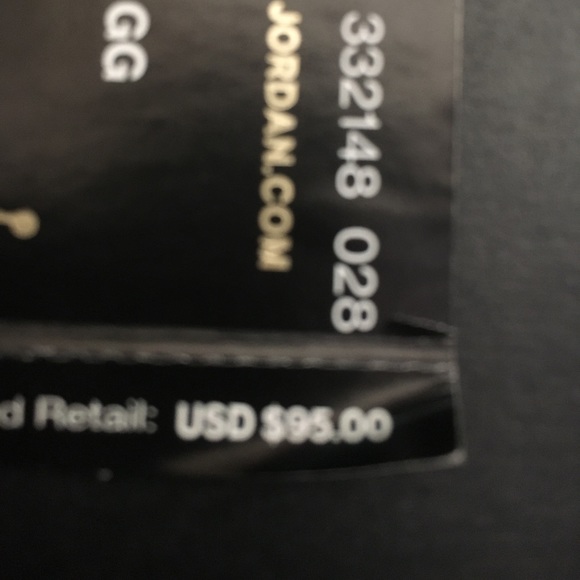 332148 028
JORDAN.COM
GG
d Retail: USD $95.00